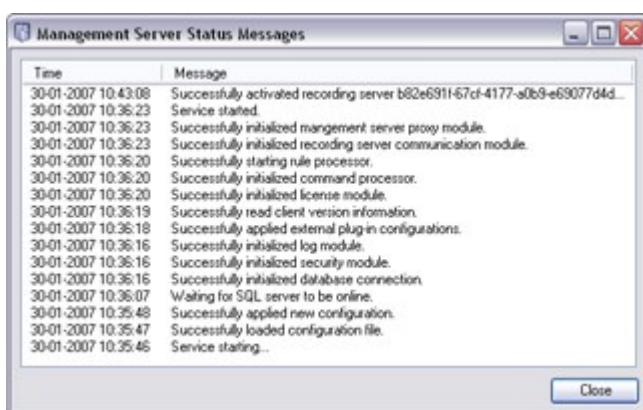 Management Server Status Messages
Time Message
30-01-2007 10:43:08 Successfully activated recording server b82e691f-67cf-4177-a0b9-e69077d4d...
30-01-2007 10:36:23 Service started.
30-01-2007 10:36:23 Successfully initialized mangement server proxy module.
30-01-2007 10:36:23 Successfully initialized recording server communication module.
30-01-2007 10:36:20 Successfully starting rule processor.
30-01-2007 10:36:20 Successfully initialized command processor.
30-01-2007 10:36:20 Successfully initialized license module.
30-01-2007 10:36:19 Successfully read client version information.
30-01-2007 10:36:18 Successfully applied external plug-in configurations.
30-01-2007 10:36:16 Successfully initialized log module.
30-01-2007 10:36:16 Successfully initialized security module.
30-01-2007 10:36:16 Successfully initialized database connection.
30-01-2007 10:36:07 Waiting for SQL server to be online.
30-01-2007 10:35:48 Successfully applied new configuration.
30-01-2007 10:35:47 Successfully loaded configuration file.
30-01-2007 10:35:46 Service starting...
Close